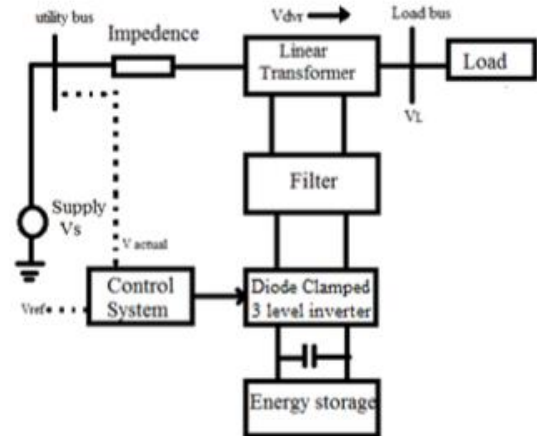 utility bus
Impedence
Vdvr
Load bus
Linear
Transformer
Load
VL
Filter
Supply
Vs
V actual
Vref
Control
System
Diode Clamped
3 level inverter
Energy storage